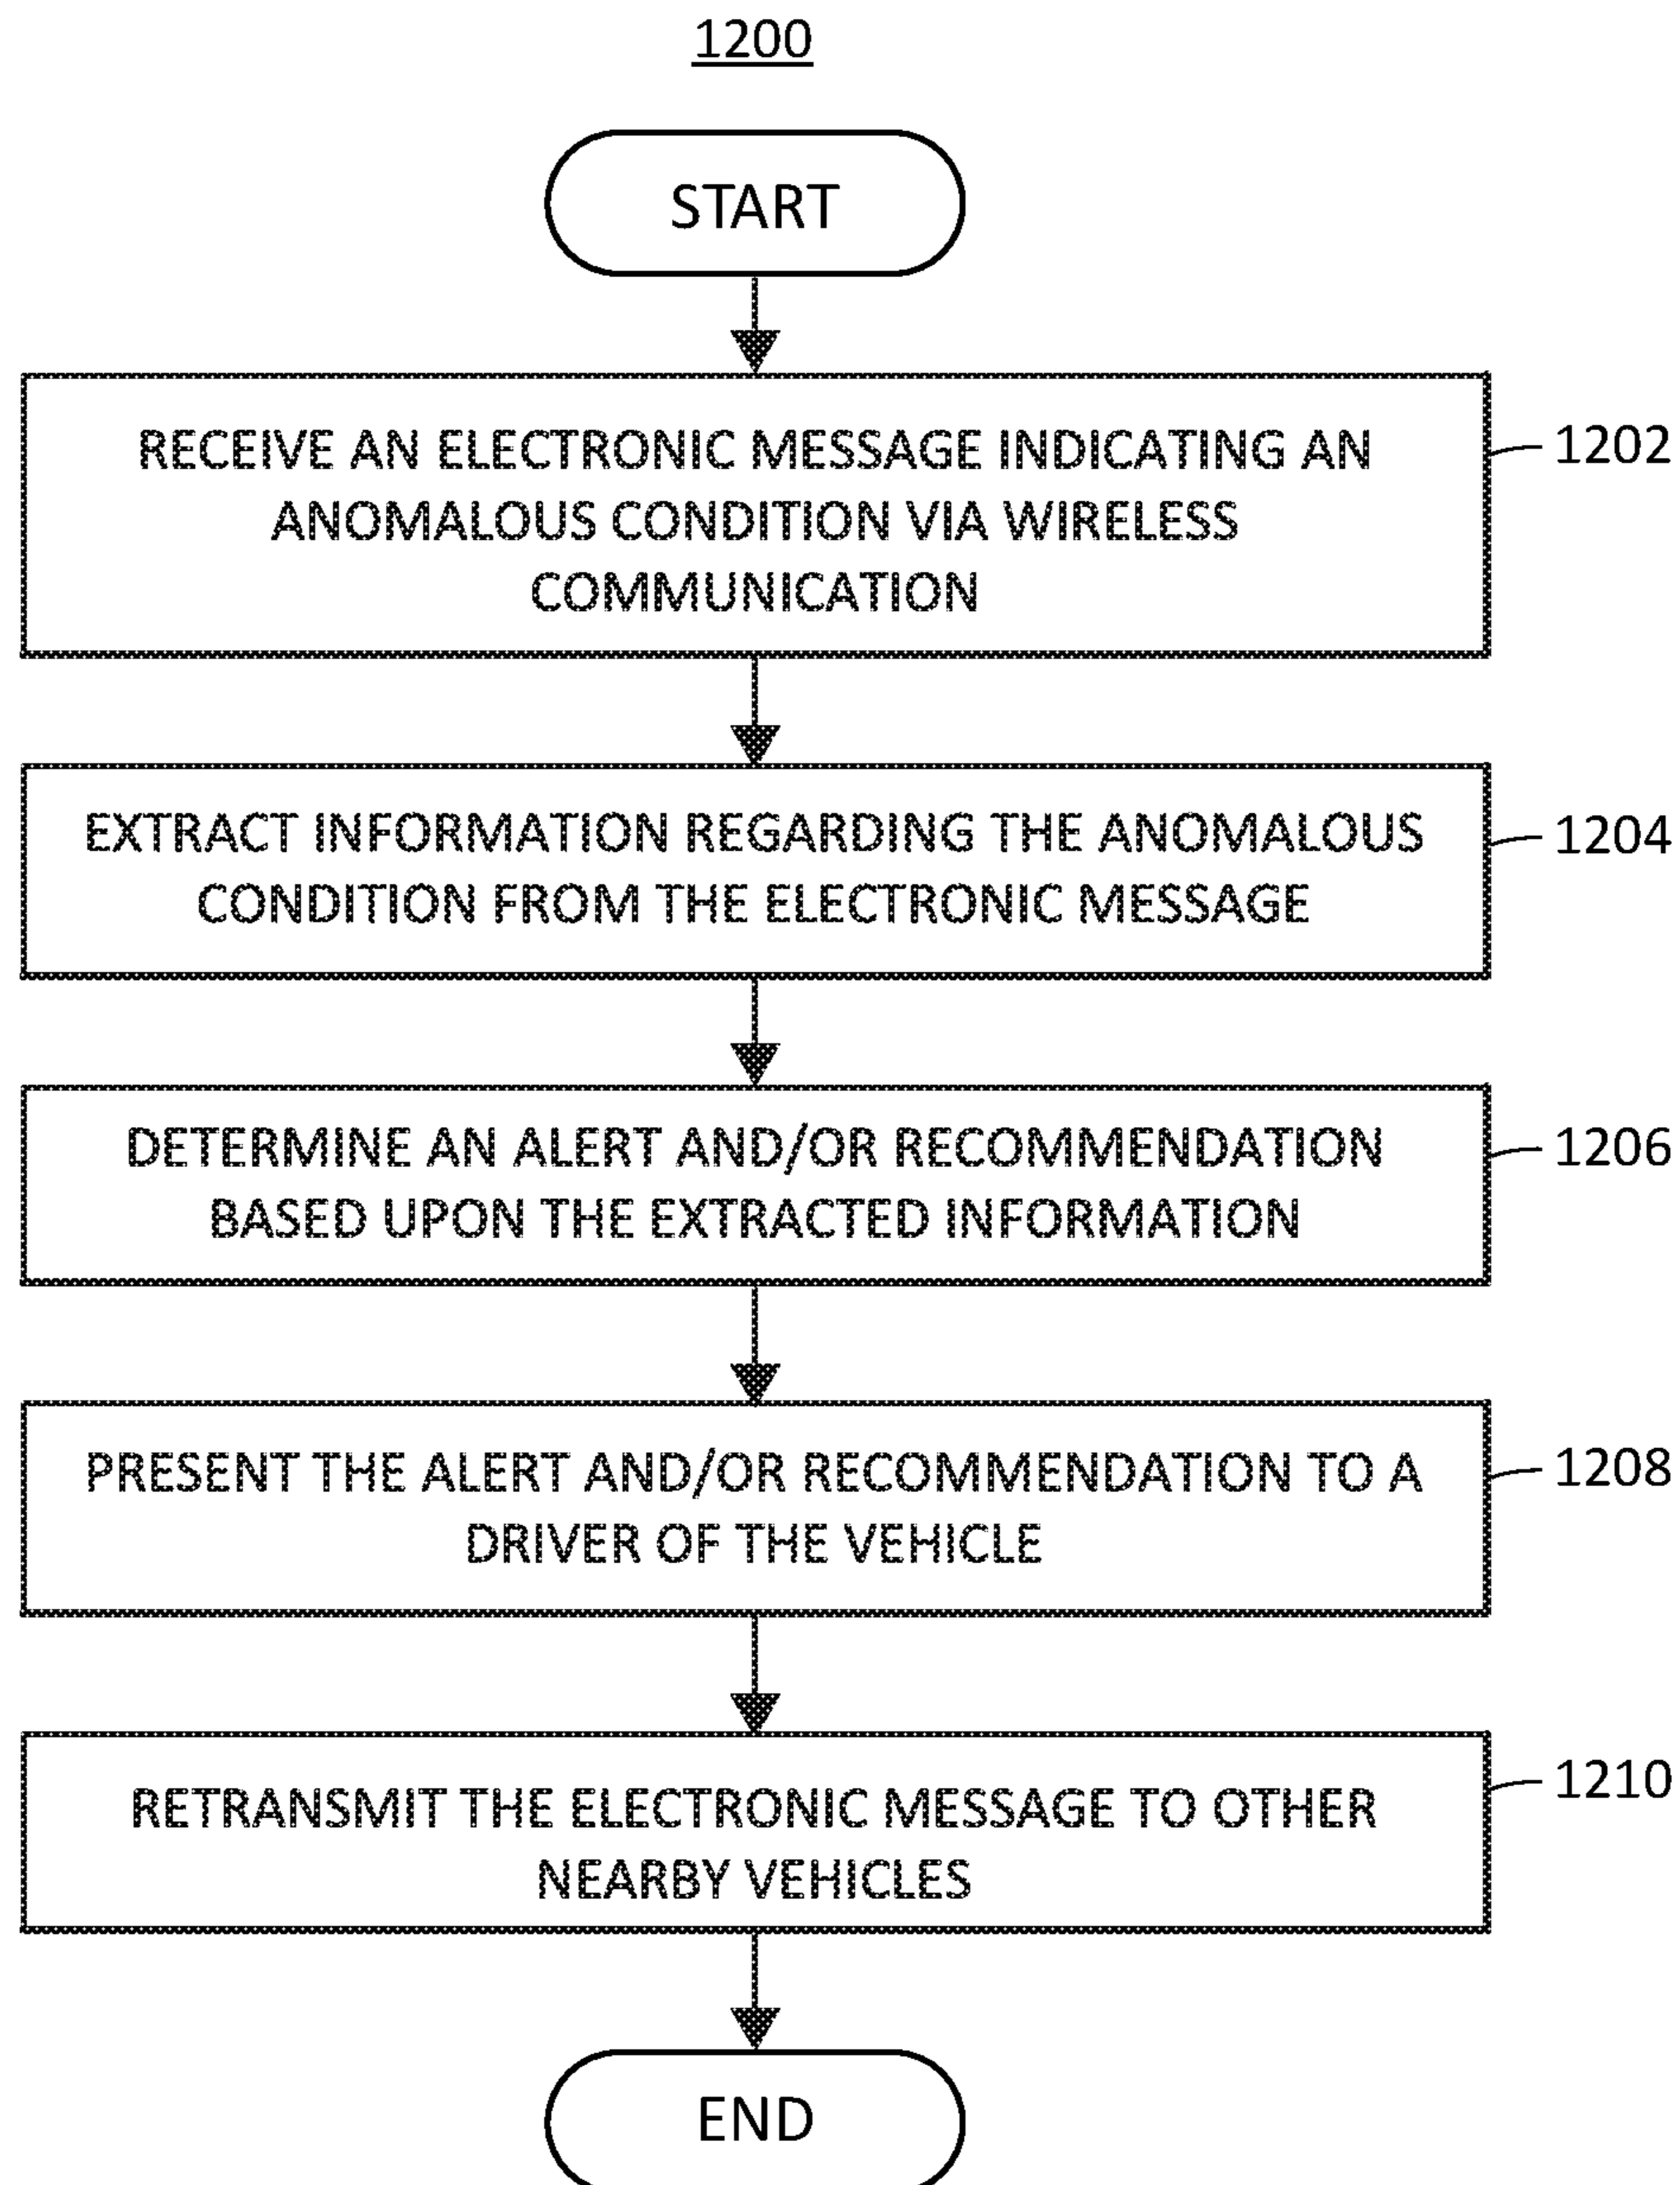 1200
START
RECEIVE AN ELECTRONIC MESSAGE INDICATING AN
ANOMALOUS CONDITION VIA WIRELESS
COMMUNICATION
1202
EXTRACT INFORMATION REGARDING THE ANOMALOUS
CONDITION FROM THE ELECTRONIC MESSAGE
1204
DETERMINE AN ALERT AND/OR RECOMMENDATION
BASED UPON THE EXTRACTED INFORMATION
1206
PRESENT THE ALERT AND/OR RECOMMENDATION TO A
DRIVER OF THE VEHICLE
1208
RETRANSMIT THE ELECTRONIC MESSAGE TO OTHER
NEARBY VEHICLES
1210
END